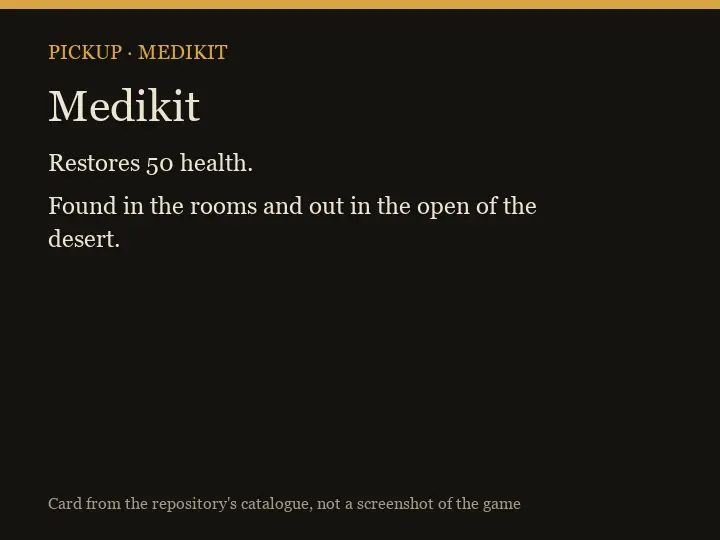 PICKUP · MEDIKIT
Medikit
Restores 50 health.
Found in the rooms and out in the open of the
desert.
Card from the repository's catalogue, not a screenshot of the game